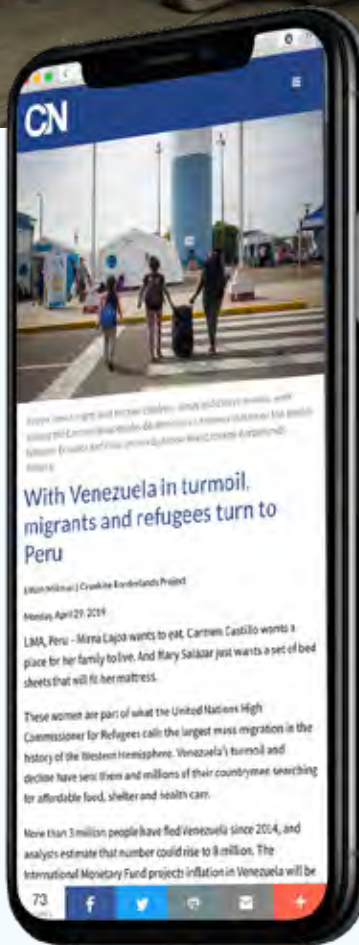 CN
With Venezuela in turmoil,
migrants and refugees turn to
Peru
Cronkite Borderlands Project
Monday, April 29, 2019
LIMA, Peru – Mirna Lajoa wants to eat. Carmen Castillo wants a
place for her family to live. And Mary Salazar just wants a set of bed
sheets that will fit her mattress.
These women are part of what the United Nations High
Commissioner for Refugees calls the largest mass migration in the
history of the Western Hemisphere. Venezuela's turmoil and
decline have sent them and millions of their countrymen searching
for affordable food, shelter and health care.
More than 3 million people have fled Venezuela since 2014, and
analysts estimate that number could rise to 8 million. The
International Monetary Fund projects inflation in Venezuela will be
73